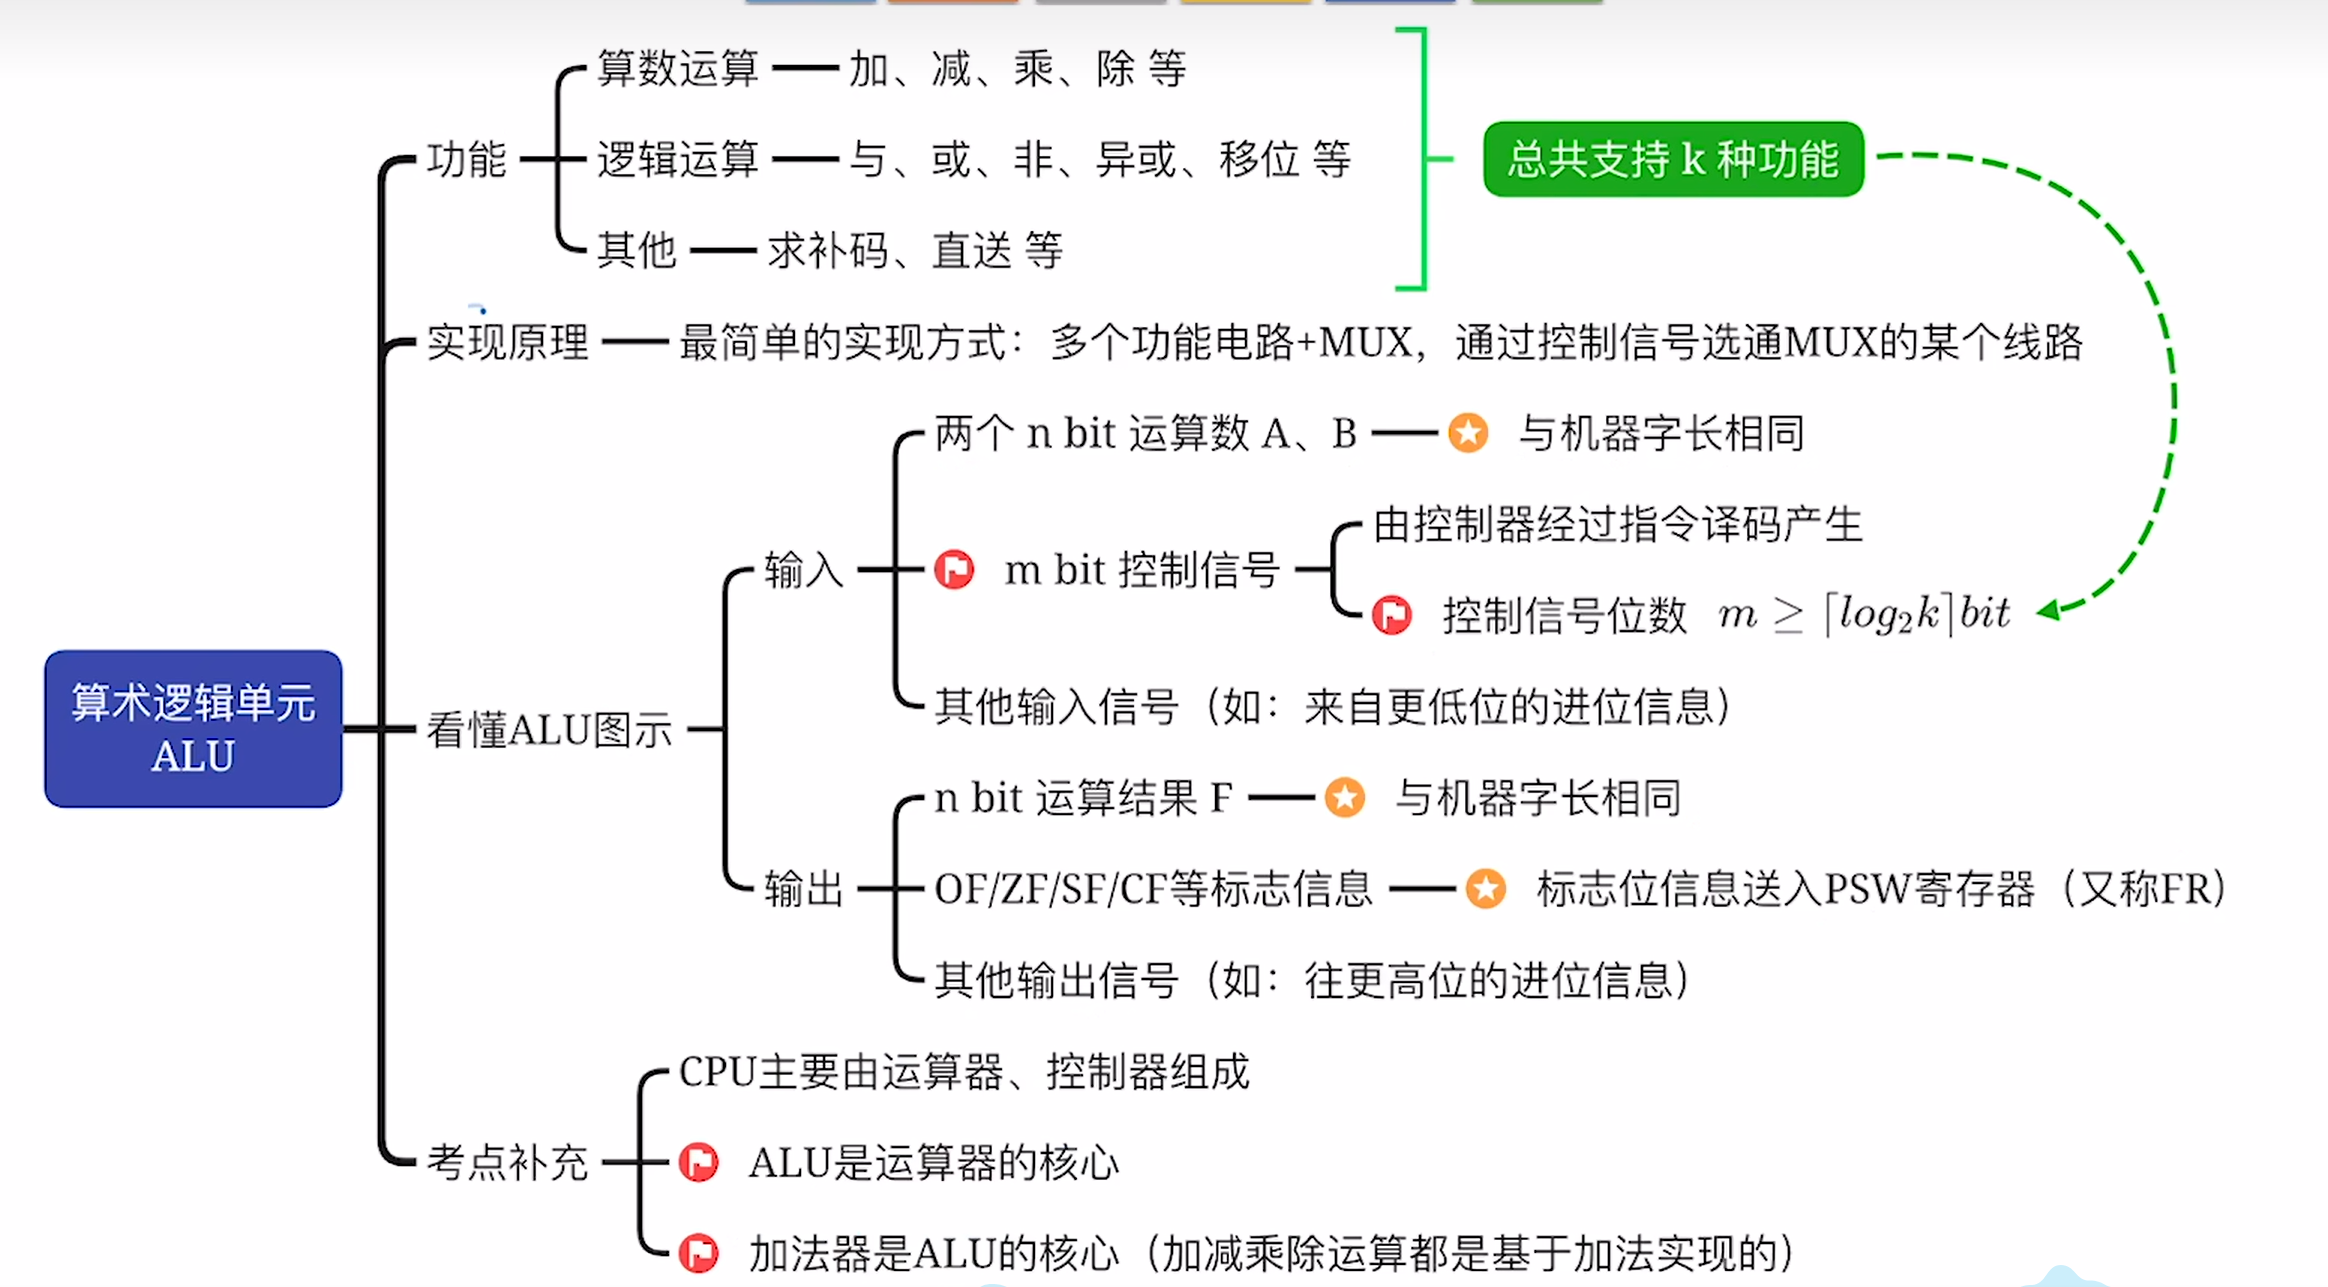 算数运算 加、减、乘、除 等
功能 逻辑运算 与、或、非、异或、移位 等 总共支持 k 种功能
其他 求补码、直送 等
实现原理 最简单的实现方式：多个功能电路+MUX，通过控制信号选通MUX的某个线路
两个 n bit 运算数 A、B 与机器字长相同
由控制器经过指令译码产生
输入 m bit 控制信号
控制信号位数 m ≥ ⌈log₂k⌉bit
其他输入信号（如：来自更低位的进位信息）
算术逻辑单元
ALU
看懂ALU图示
n bit 运算结果 F 与机器字长相同
输出 OF/ZF/SF/CF等标志信息 标志位信息送入PSW寄存器（又称FR）
其他输出信号（如：往更高位的进位信息）
CPU主要由运算器、控制器组成
考点补充 ALU是运算器的核心
加法器是ALU的核心（加减乘除运算都是基于加法实现的）